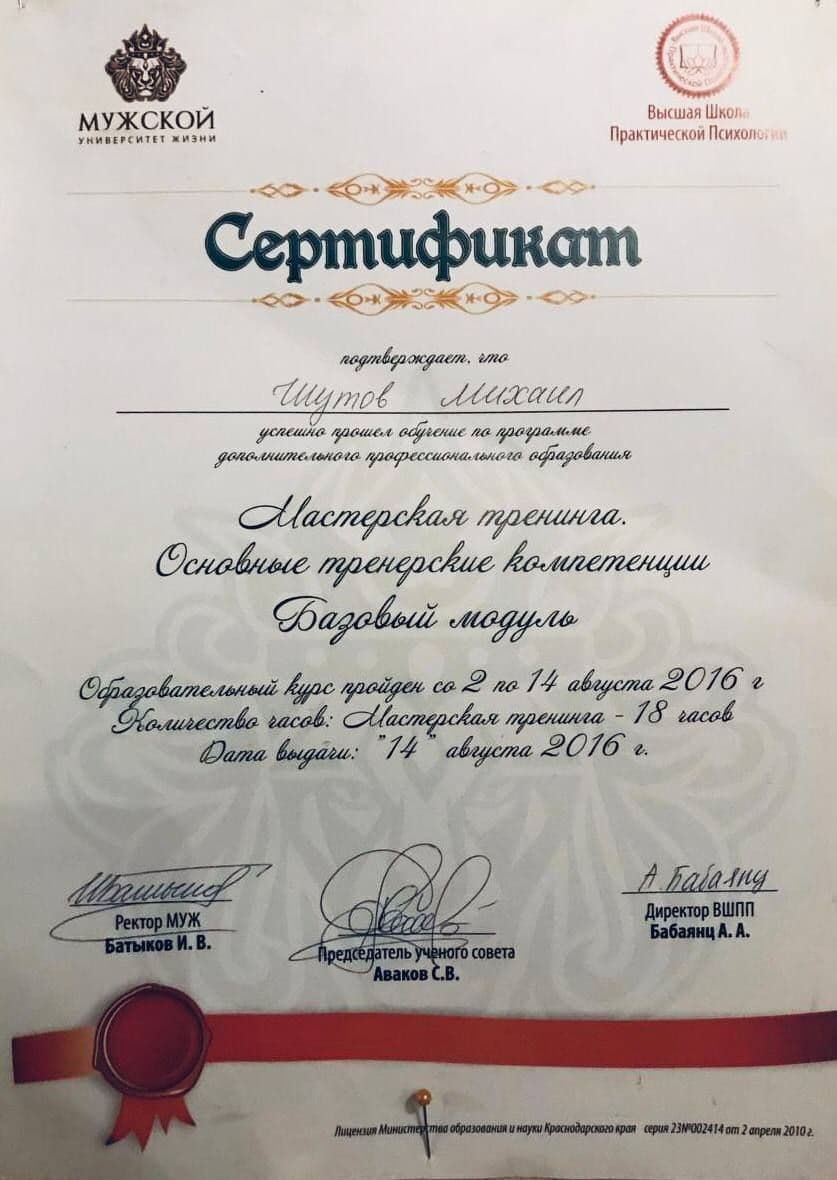 МУЖСКОЙ
УНИВЕРСИТЕТ ЖИЗНИ
Высшая Школа
Практической Психологии
Сертификат
подтверждает, что
Шутов Михаил
успешно прошел обучение по программе
дополнительного профессионального образования
Мастерская тренинга.
Основные тренерские компетенции
Базовый модуль
Образовательный курс пройден со 2 по 14 августа 2016 г
Количество часов: Мастерская тренинга - 18 часов
Дата выдачи: "14" августа 2016 г.
Ректор МУЖ
Батыков И. В.
Председатель ученого совета
Аваков С.В.
А. Бабаянц
Директор ВШПП
Бабаянц А. А.
Лицензия Министерства образования и науки Краснодарского края серия 23№002414 от 2 апреля 2010 г.